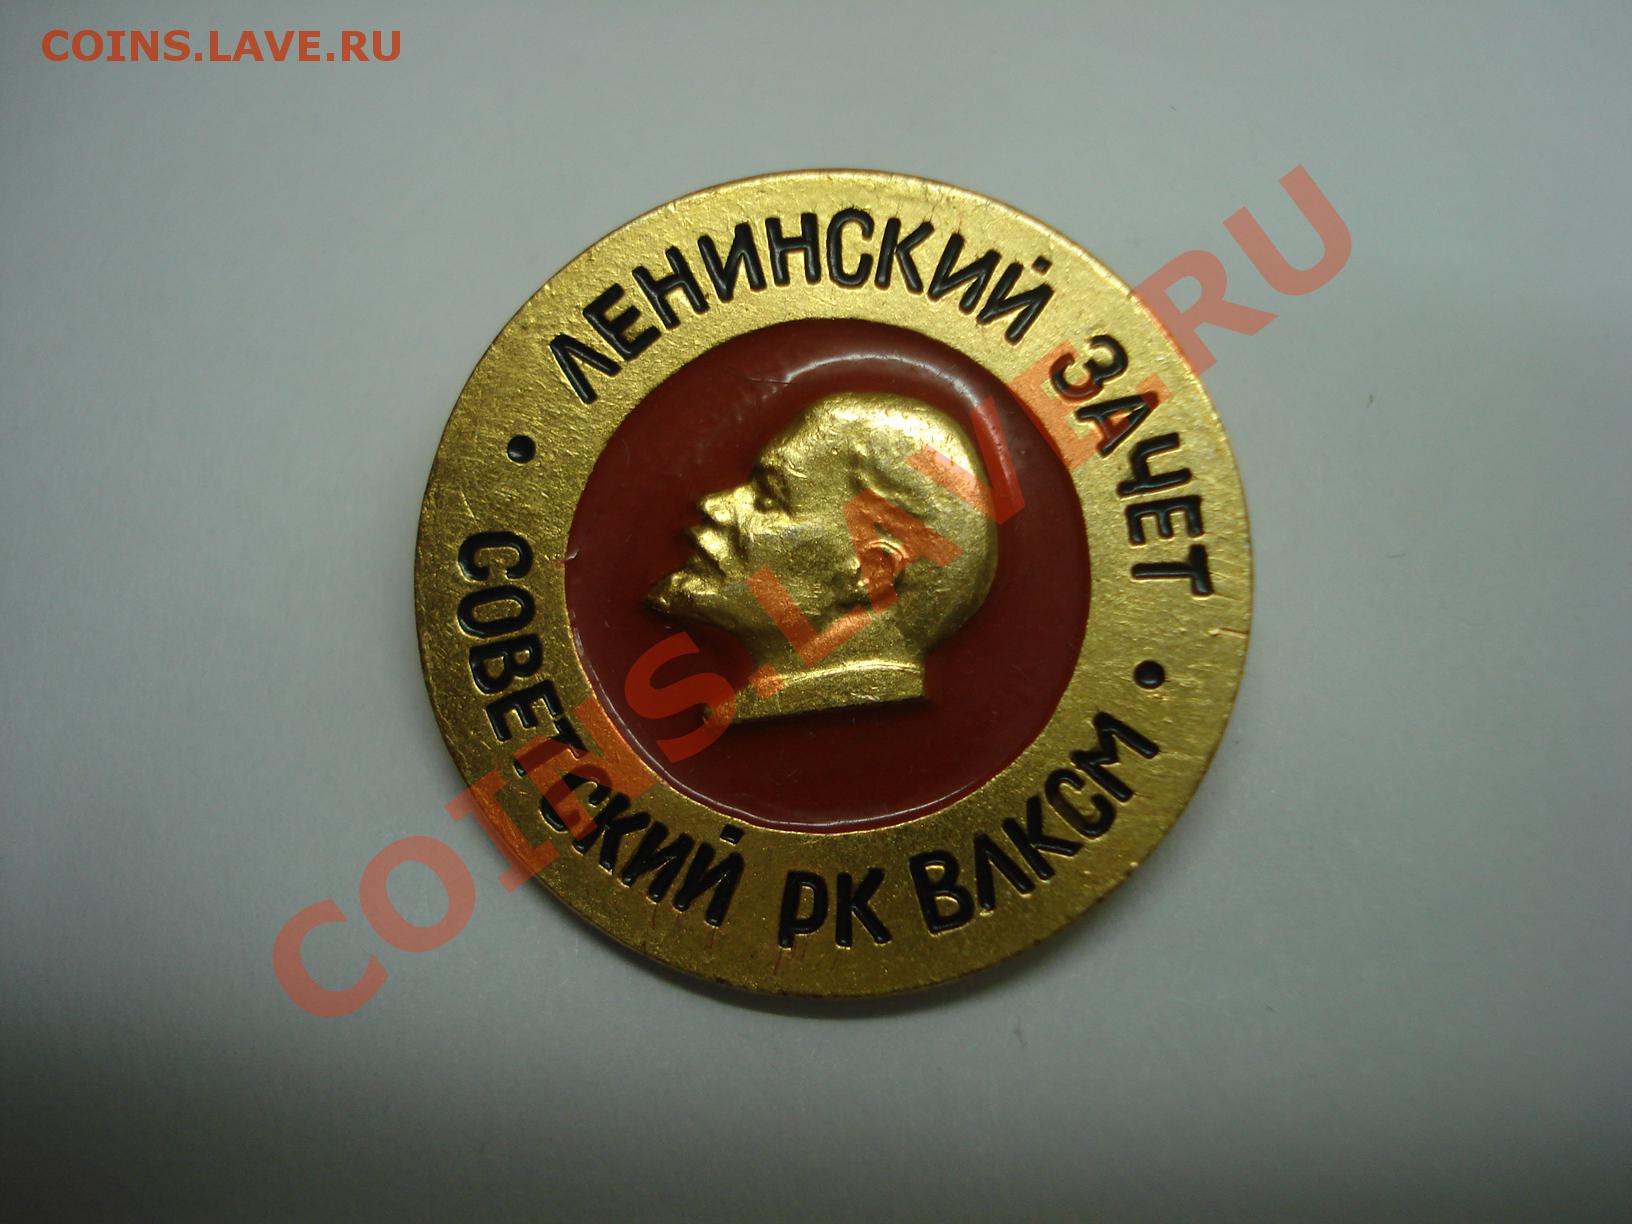 COINS.LAVE.RU
ЛЕНИНСКИЙ ЗАЧЕТ
СОВЕТСКИЙ РК ВЛКСМ
COINS.LAVE.RU